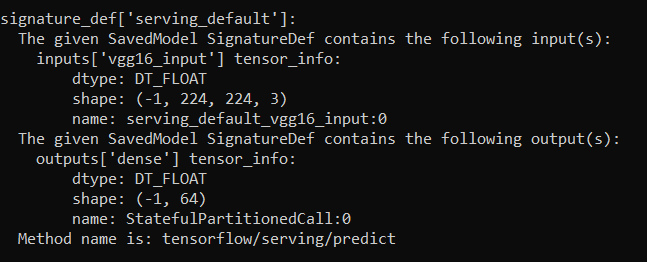 signature_def['serving_default']:
  The given SavedModel SignatureDef contains the following input(s):
    inputs['vgg16_input'] tensor_info:
        dtype: DT_FLOAT
        shape: (-1, 224, 224, 3)
        name: serving_default_vgg16_input:0
  The given SavedModel SignatureDef contains the following output(s):
    outputs['dense'] tensor_info:
        dtype: DT_FLOAT
        shape: (-1, 64)
        name: StatefulPartitionedCall:0
  Method name is: tensorflow/serving/predict